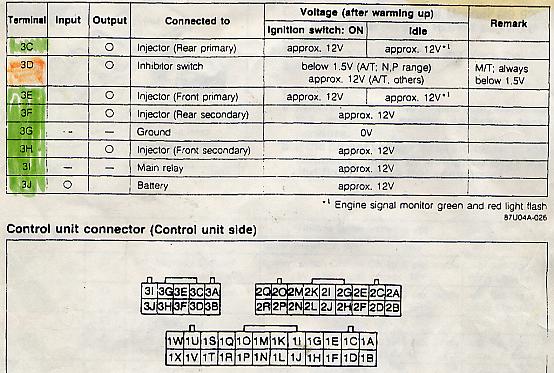 Terminal Input Output Connected to Voltage (after warming up) Remark
Ignition switch: ON Idle
3C O Injector (Rear primary) approx. 12V approx. 12V*1
3D O Inhibitor switch below 1.5V (A/T; N,P range) M/T; always
approx. 12V (A/T, others) below 1.5V
3E O Injector (Front primary) approx. 12V approx. 12V*1
3F O Injector (Rear secondary) approx. 12V
3G - - Ground 0V
3H O Injector (Front secondary) approx. 12V
3I — — Main relay approx. 12V
3J O Battery approx. 12V
*1 Engine signal monitor green and red light flash
87U04A-026
Control unit connector (Control unit side)
3I 3G 3E 3C 3A 2Q 2O 2M 2K 2I 2G 2E 2C 2A
3J 3H 3F 3D 3B 2R 2P 2N 2L 2J 2H 2F 2D 2B
1W 1U 1S 1Q 1O 1M 1K 1I 1G 1E 1C 1A
1X 1V 1T 1R 1P 1N 1L 1J 1H 1F 1D 1B